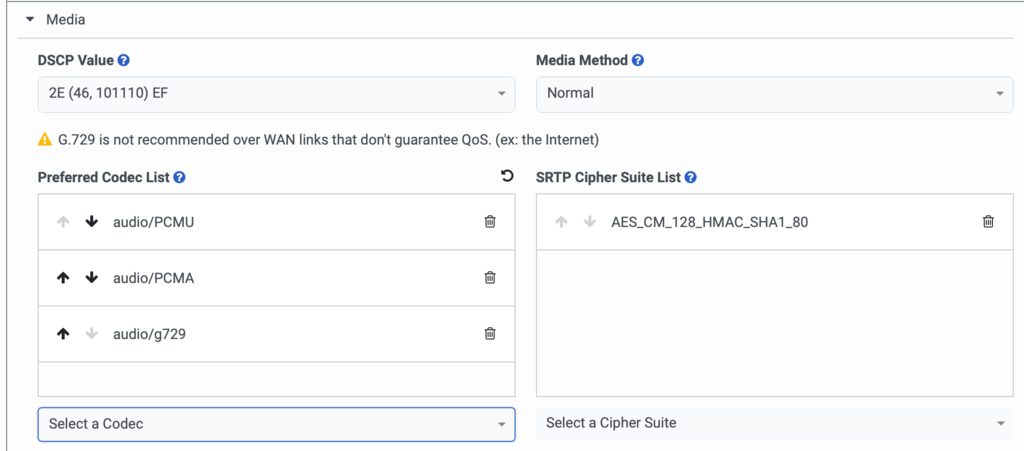 Media
DSCP Value
Media Method
2E (46, 101110) EF
Normal
G.729 is not recommended over WAN links that don't guarantee QoS. (ex: the Internet)
Preferred Codec List
SRTP Cipher Suite List
audio/PCMU
AES_CM_128_HMAC_SHA1_80
audio/PCMA
audio/g729
Select a Codec
Select a Cipher Suite